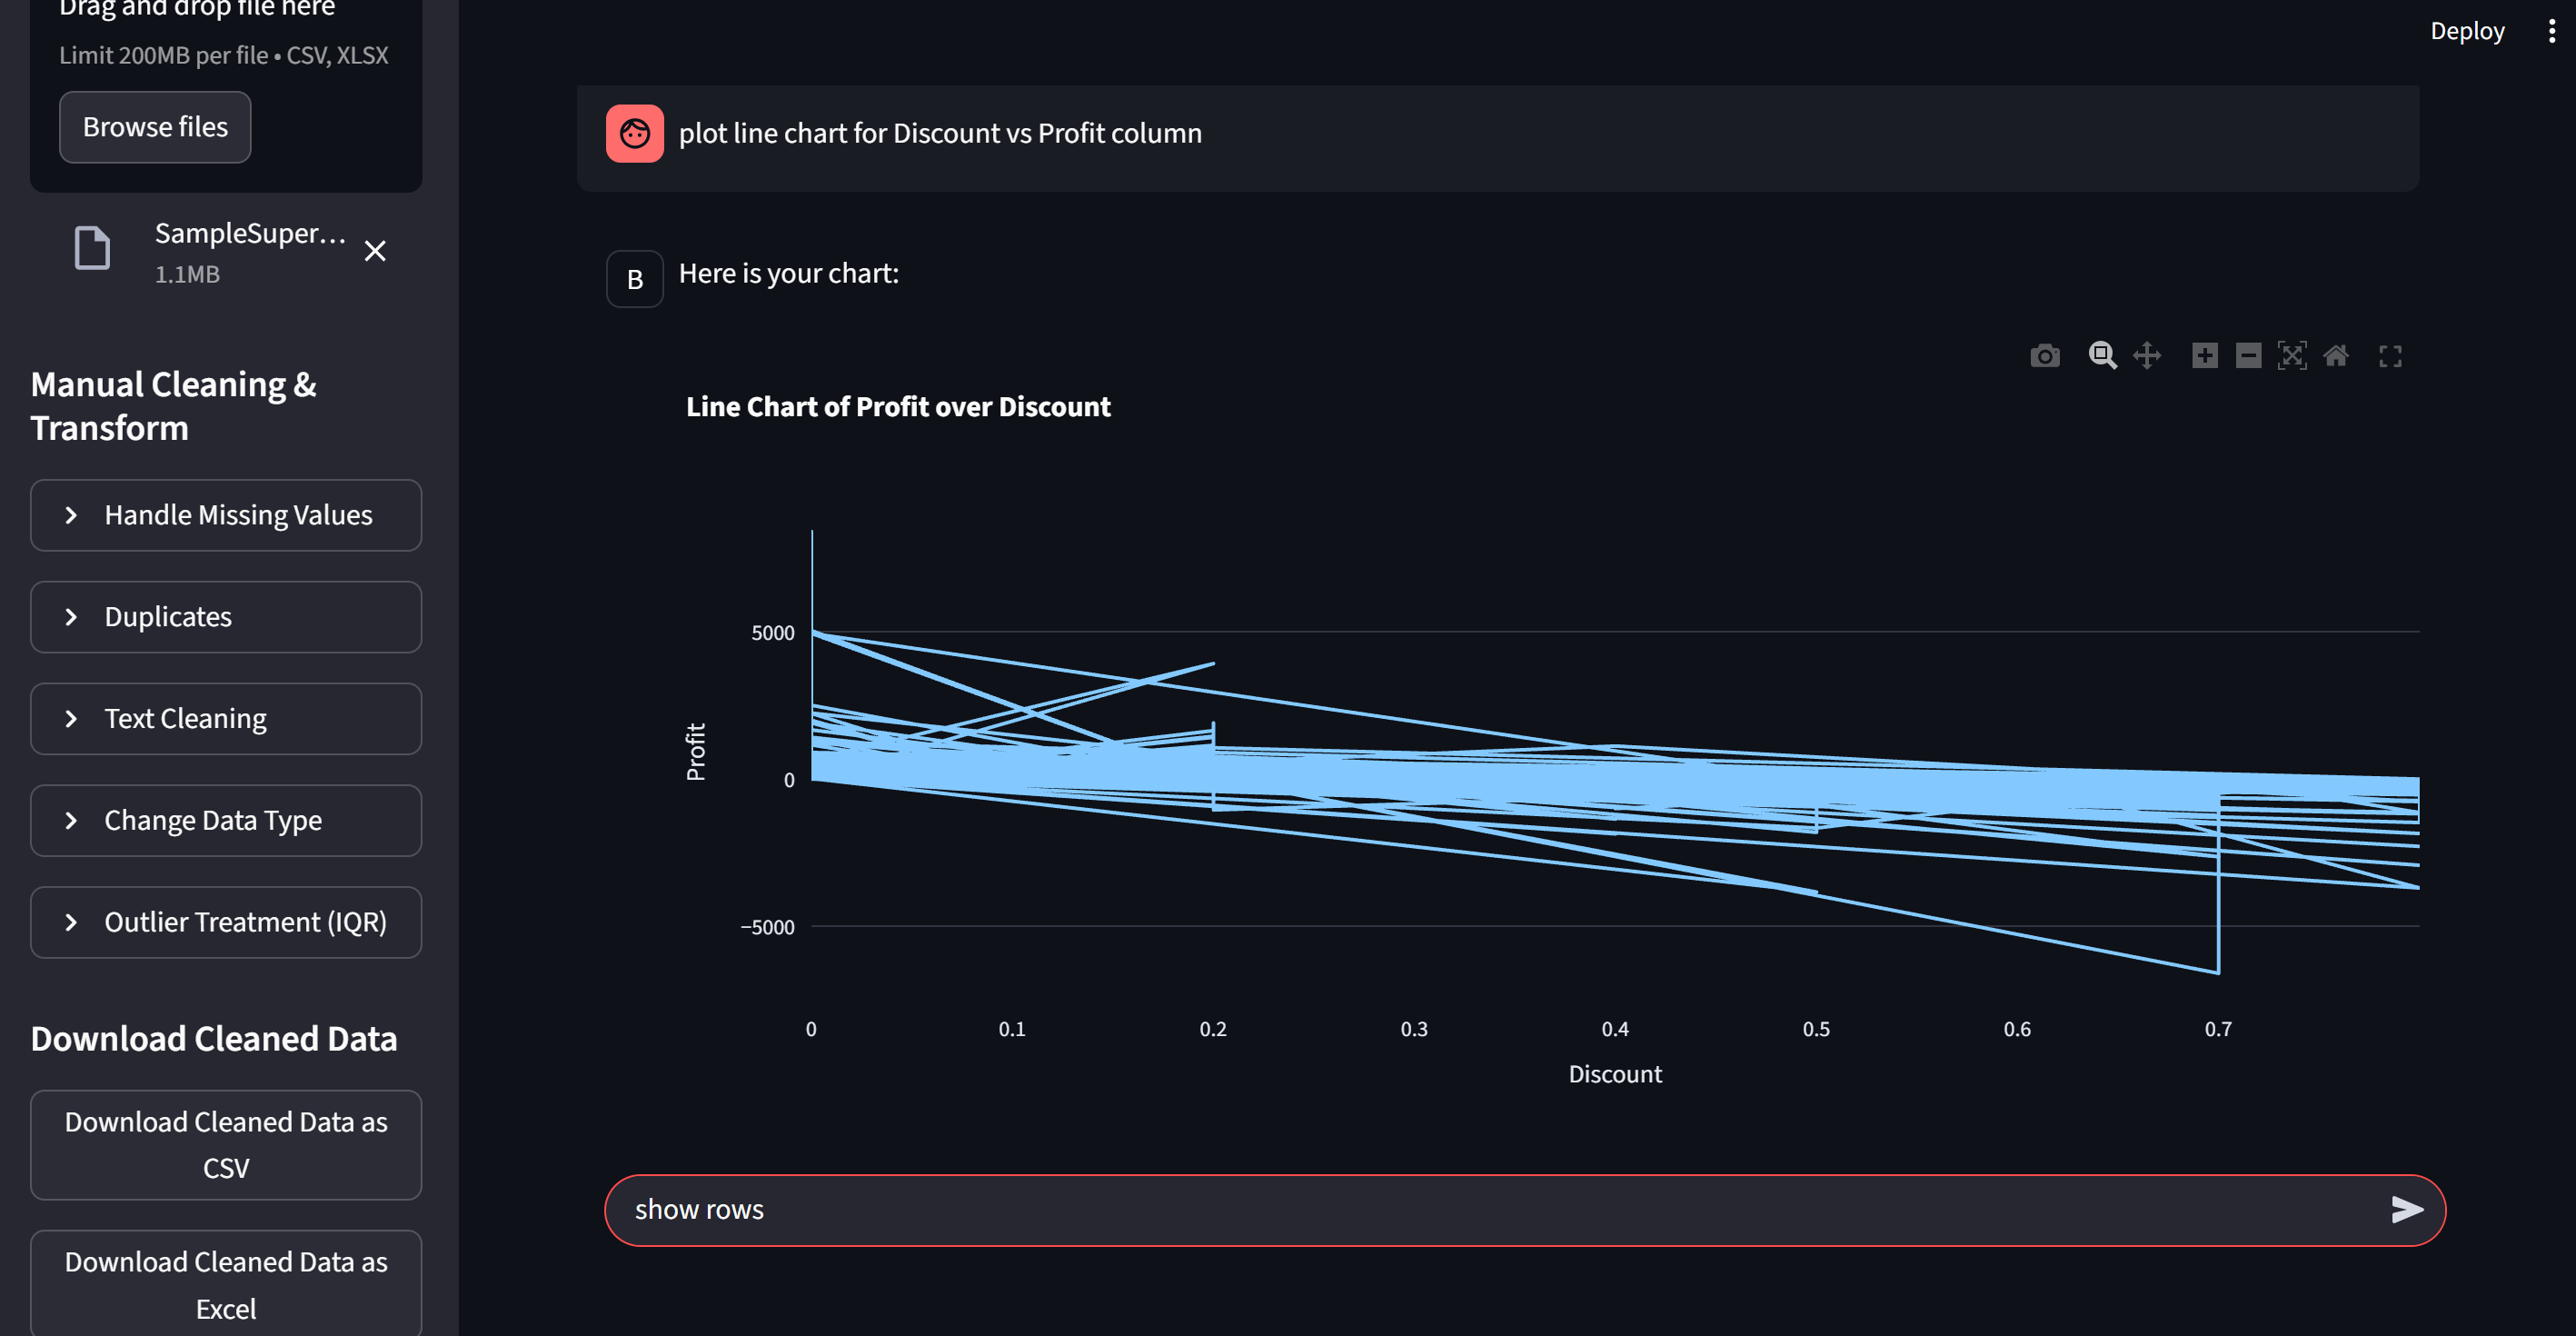 Drag and drop file here
Limit 200MB per file • CSV, XLSX
Browse files
SampleSuper...
1.1MB
Manual Cleaning &
Transform
Handle Missing Values
Duplicates
Text Cleaning
Change Data Type
Outlier Treatment (IQR)
Download Cleaned Data
Download Cleaned Data as
CSV
Download Cleaned Data as
Excel
Deploy
plot line chart for Discount vs Profit column
B
Here is your chart:
Line Chart of Profit over Discount
5000
0
−5000
Profit
0 0.1 0.2 0.3 0.4 0.5 0.6 0.7
Discount
show rows